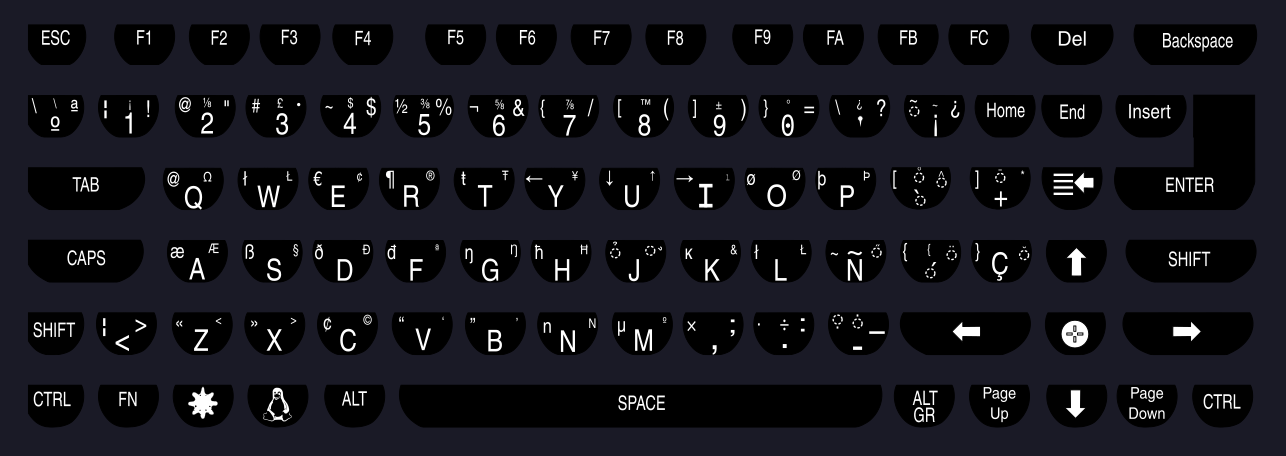 ESC F1 F2 F3 F4 F5 F6 F7 F8 F9 FA FB FC Del Backspace
\ \ ª º ¦ ¡ ! 1 @ ⅛ " 2 # £ · 3 ~ $ $ 4 ½ ⅜ % 5 ¬ ⅝ & 6 { ⅞ / 7 [ ™ ( 8 ] ± ) 9 } ° = 0 \ ¿ ? ' ~ ¿ ¡ Home End Insert
TAB @ Ω Q ł Ł W € ¢ E ¶ ® R ŧ Ŧ T ← ¥ Y ↓ ↑ U → ı I ø Ø O þ Þ P [ ^ ` ] * + ENTER
CAPS æ Æ A ß § S ð Ð D đ ª F ŋ Ŋ G ħ Ħ H J ĸ & K ł Ł L ~ Ñ { { ´ } Ç SHIFT
SHIFT ¦ > < « < Z » > X ¢ © C “ ‘ V ” ’ B n N N µ º M × ; , · ÷ : . _ -
CTRL FN ALT SPACE ALT GR Page Up Page Down CTRL